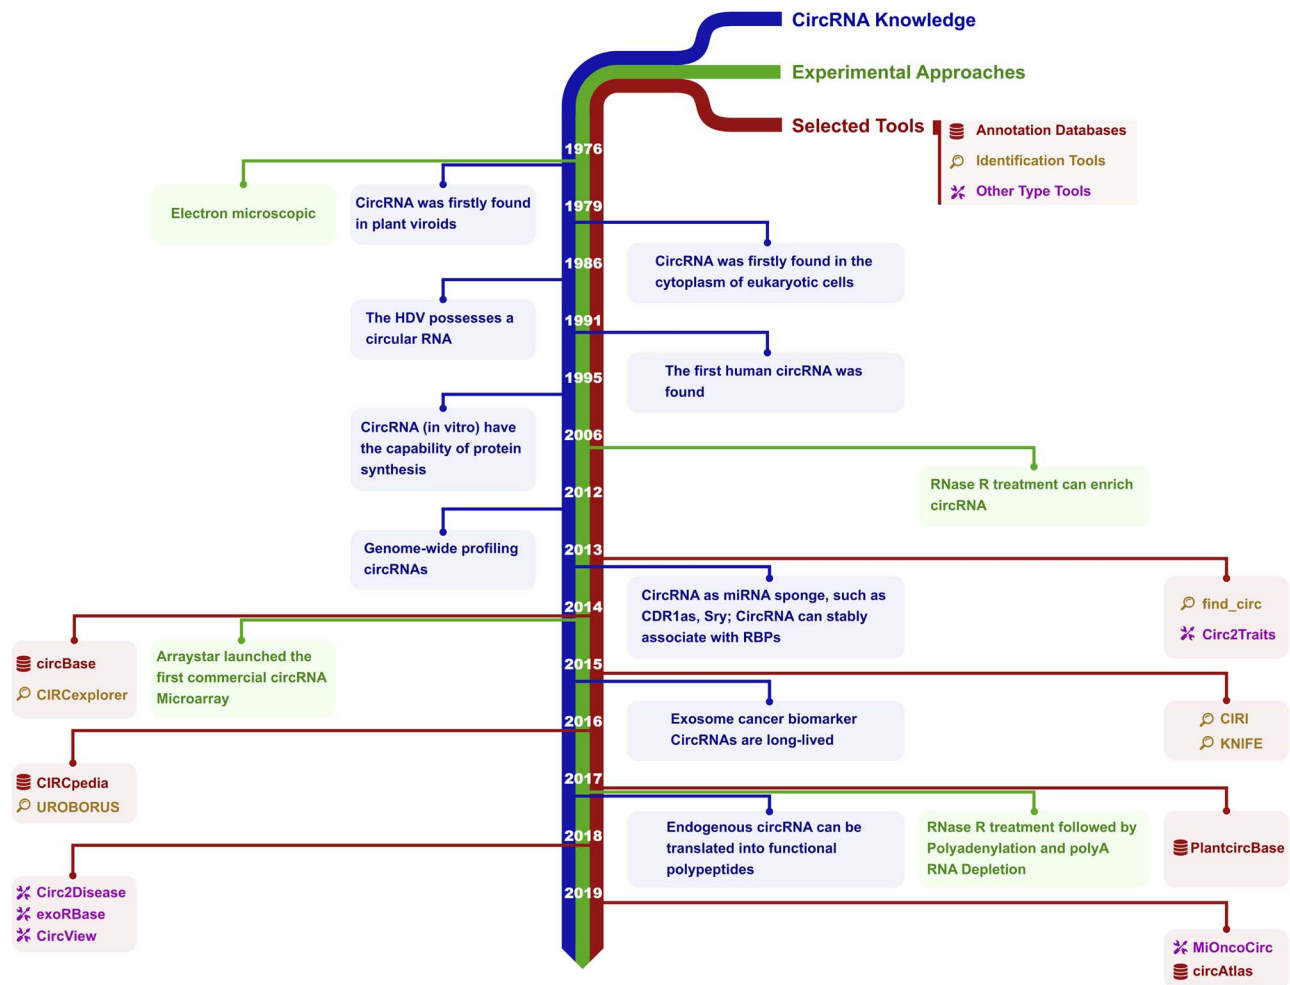 CircRNA Knowledge
Experimental Approaches
Selected Tools
Annotation Databases
Identification Tools
Other Type Tools
1976
Electron microscopic
CircRNA was firstly found
in plant viroids
1979
CircRNA was firstly found in the
cytoplasm of eukaryotic cells
1986
The HDV possesses a
circular RNA
1991
The first human circRNA was
found
1995
CircRNA (in vitro) have
the capability of protein
synthesis
2006
RNase R treatment can enrich
circRNA
2012
Genome-wide profiling
circRNAs
2013
CircRNA as miRNA sponge, such as
CDR1as, Sry; CircRNA can stably
associate with RBPs
find_circ
Circ2Traits
2014
circBase
CIRCexplorer
Arraystar launched the
first commercial circRNA
Microarray
2015
Exosome cancer biomarker
CircRNAs are long-lived
CIRI
KNIFE
2016
CIRCpedia
UROBORUS
2017
Endogenous circRNA can be
translated into functional
polypeptides
RNase R treatment followed by
Polyadenylation and polyA
RNA Depletion
PlantcircBase
2018
Circ2Disease
exoRBase
CircView
2019
MiOncoCirc
circAtlas